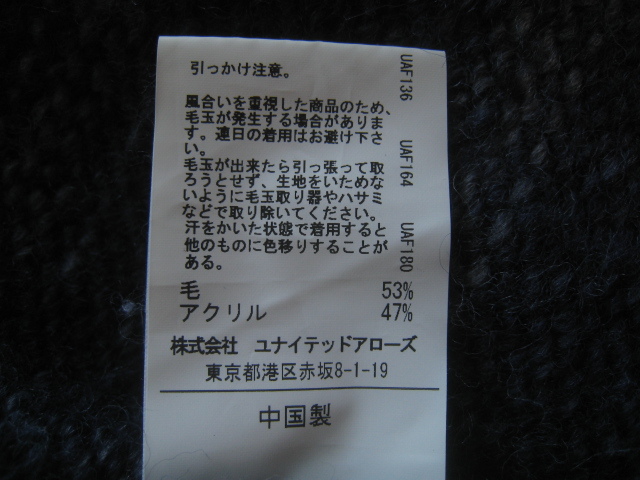 引っかけ注意。
風合いを重視した商品のため、
毛玉が発生する場合がありま
す。連日の着用はお避け下さ
い。
毛玉が出来たら引っ張って取
ろうとせず、生地をいためな
いように毛玉取り器やハサミ
などで取り除いてください。
汗をかいた状態で着用すると
他のものに色移りすることが
ある。
毛 53%
アクリル 47%
株式会社 ユナイテッドアローズ
東京都港区赤坂8-1-19
中国製
UAF136
UAF164
UAF180